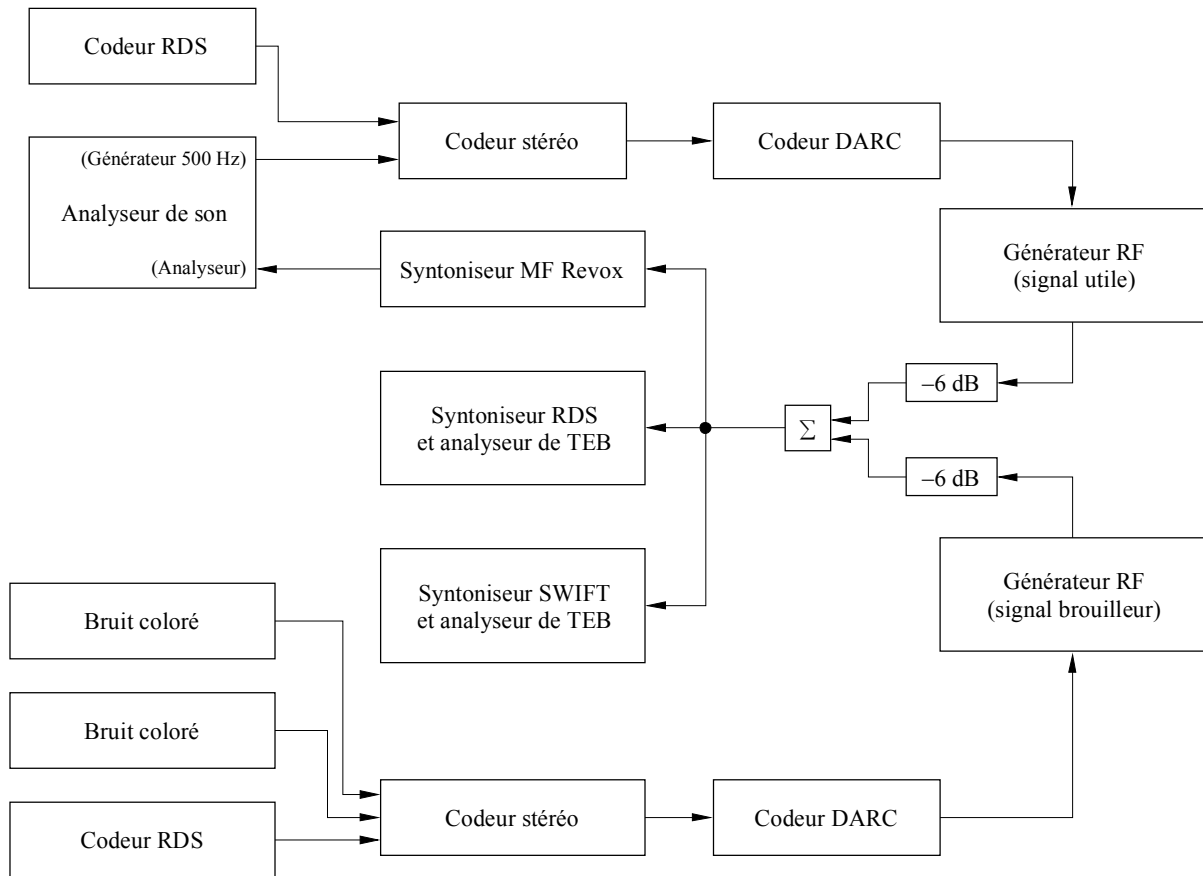 Codeur RDS
(Générateur 500 Hz)
Analyseur de son
(Analyseur)
Codeur stéréo
Codeur DARC
Générateur RF
(signal utile)
Syntoniseur MF Revox
–6 dB
Syntoniseur RDS
et analyseur de TEB
∑
–6 dB
Syntoniseur SWIFT
et analyseur de TEB
Générateur RF
(signal brouilleur)
Bruit coloré
Bruit coloré
Codeur RDS
Codeur stéréo
Codeur DARC